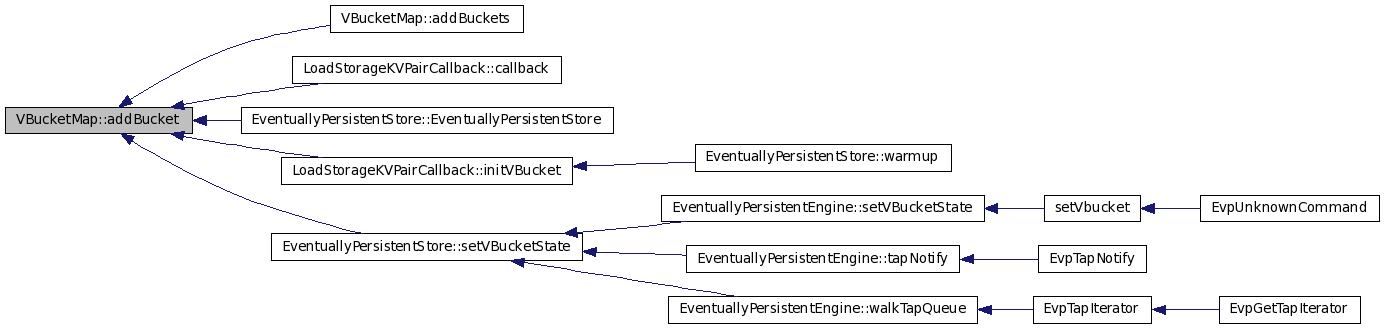 VBucketMap::addBuckets
LoadStorageKVPairCallback::callback
VBucketMap::addBucket
EventuallyPersistentStore::EventuallyPersistentStore
EventuallyPersistentStore::warmup
LoadStorageKVPairCallback::initVBucket
EventuallyPersistentEngine::setVBucketState
setVbucket
EvpUnknownCommand
EventuallyPersistentStore::setVBucketState
EventuallyPersistentEngine::tapNotify
EvpTapNotify
EventuallyPersistentEngine::walkTapQueue
EvpTapIterator
EvpGetTapIterator